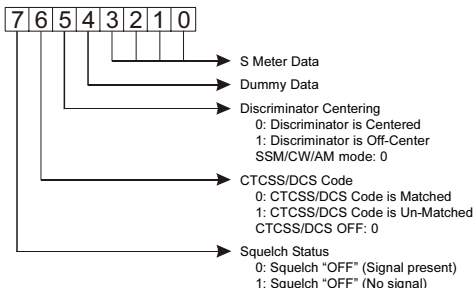 7 6 5 4 3 2 1 0
S Meter Data
Dummy Data
Discriminator Centering
0: Discriminator is Centered
1: Discriminator is Off-Center
SSM/CW/AM mode: 0
CTCSS/DCS Code
0: CTCSS/DCS Code is Matched
1: CTCSS/DCS Code is Un-Matched
CTCSS/DCS OFF: 0
Squelch Status
0: Squelch “OFF” (Signal present)
1: Squelch “OFF” (No signal)